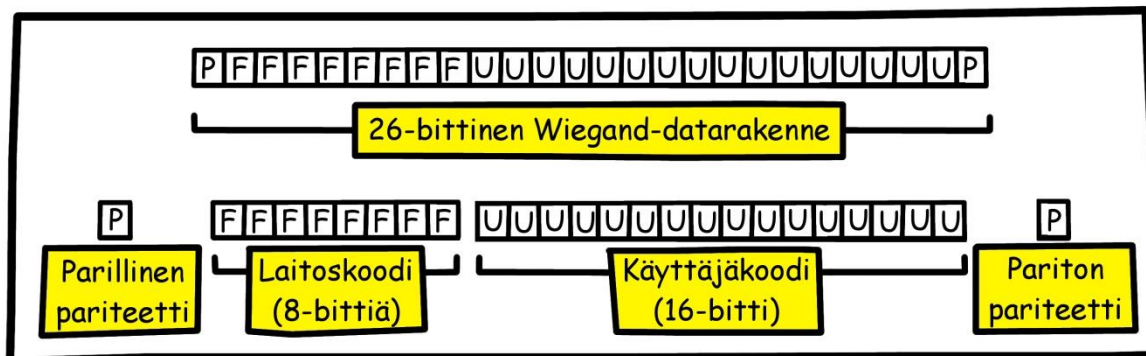 PFFFFFFFFUUUUUUUUUUUUUUUUP
26-bittinen Wiegand-datarakenne
P FFFFFFFF UUUUUUUUUUUUUUUU P
Parillinen
pariteetti
Laitoskoodi
(8-bittiä)
Käyttäjäkoodi
(16-bitti)
Pariton
pariteetti